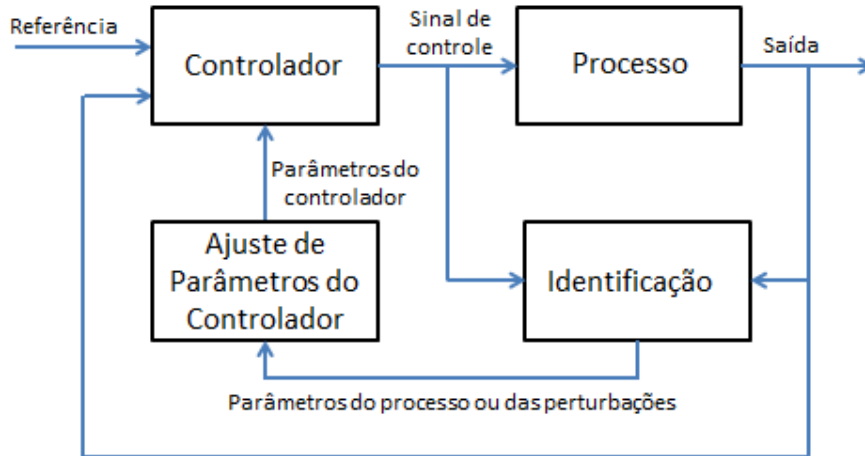 Referência
Controlador
Sinal de
controle
Processo
Saída
Parâmetros do
controlador
Ajuste de
Parâmetros do
Controlador
Identificação
Parâmetros do processo ou das perturbações